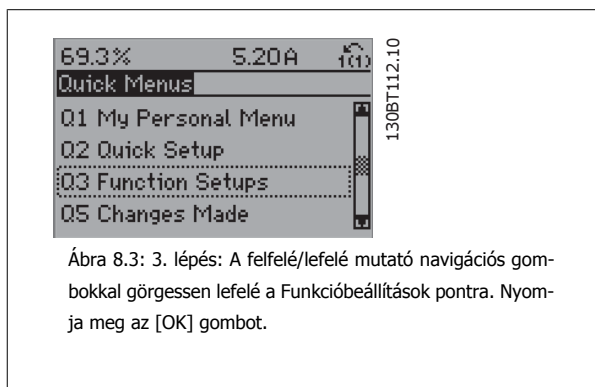 69.3% 5.20A 1(1)
Quick Menus
Q1 My Personal Menu
Q2 Quick Setup
Q3 Function Setups
Q5 Changes Made
130BT112.10
Ábra 8.3: 3. lépés: A felfelé/lefelé mutató navigációs gom-
bokkal görgessen lefelé a Funkcióbeállítások pontra. Nyom-
ja meg az [OK] gombot.